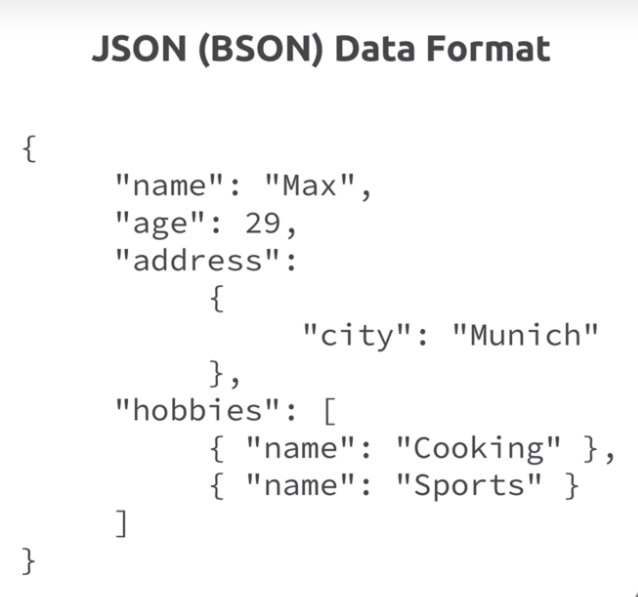 JSON (BSON) Data Format
{
"name": "Max",
"age": 29,
"address":
{
"city": "Munich"
},
"hobbies": [
{ "name": "Cooking" },
{ "name": "Sports" }
]
}